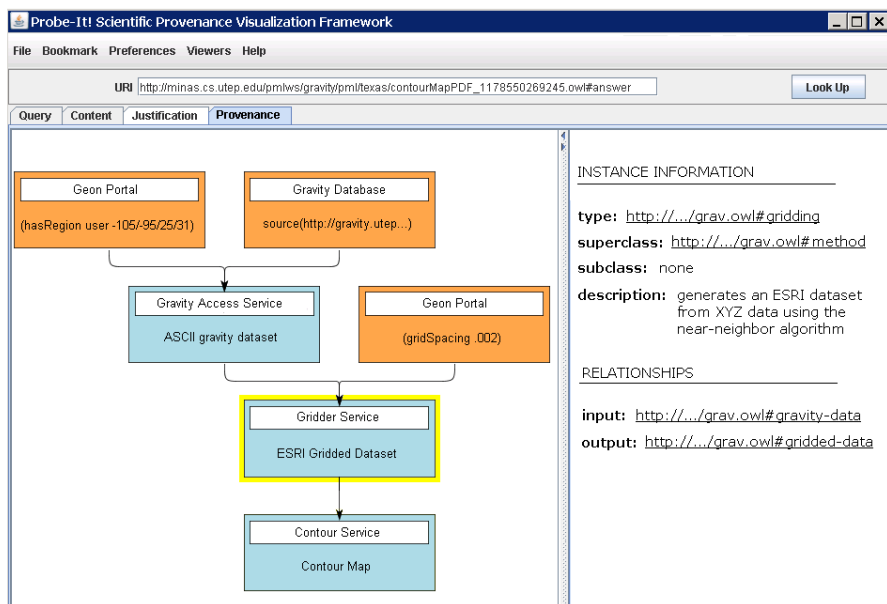 Probe-It! Scientific Provenance Visualization Framework
File Bookmark Preferences Viewers Help
URI http://minas.cs.utep.edu/pmlws/gravity/pml/texas/contourMapPDF_1178550269245.owl#answer Look Up
Query Content Justification Provenance
Geon Portal
(hasRegion user -105/-95/25/31)
Gravity Database
source(http://gravity.utep...)
Gravity Access Service
ASCII gravity dataset
Geon Portal
(gridSpacing .002)
Gridder Service
ESRI Gridded Dataset
Contour Service
Contour Map
INSTANCE INFORMATION
type: http://.../grav.owl#gridding
superclass: http://.../grav.owl#method
subclass: none
description: generates an ESRI dataset
from XYZ data using the
near-neighbor algorithm
RELATIONSHIPS
input: http://.../grav.owl#gravity-data
output: http://.../grav.owl#gridded-data